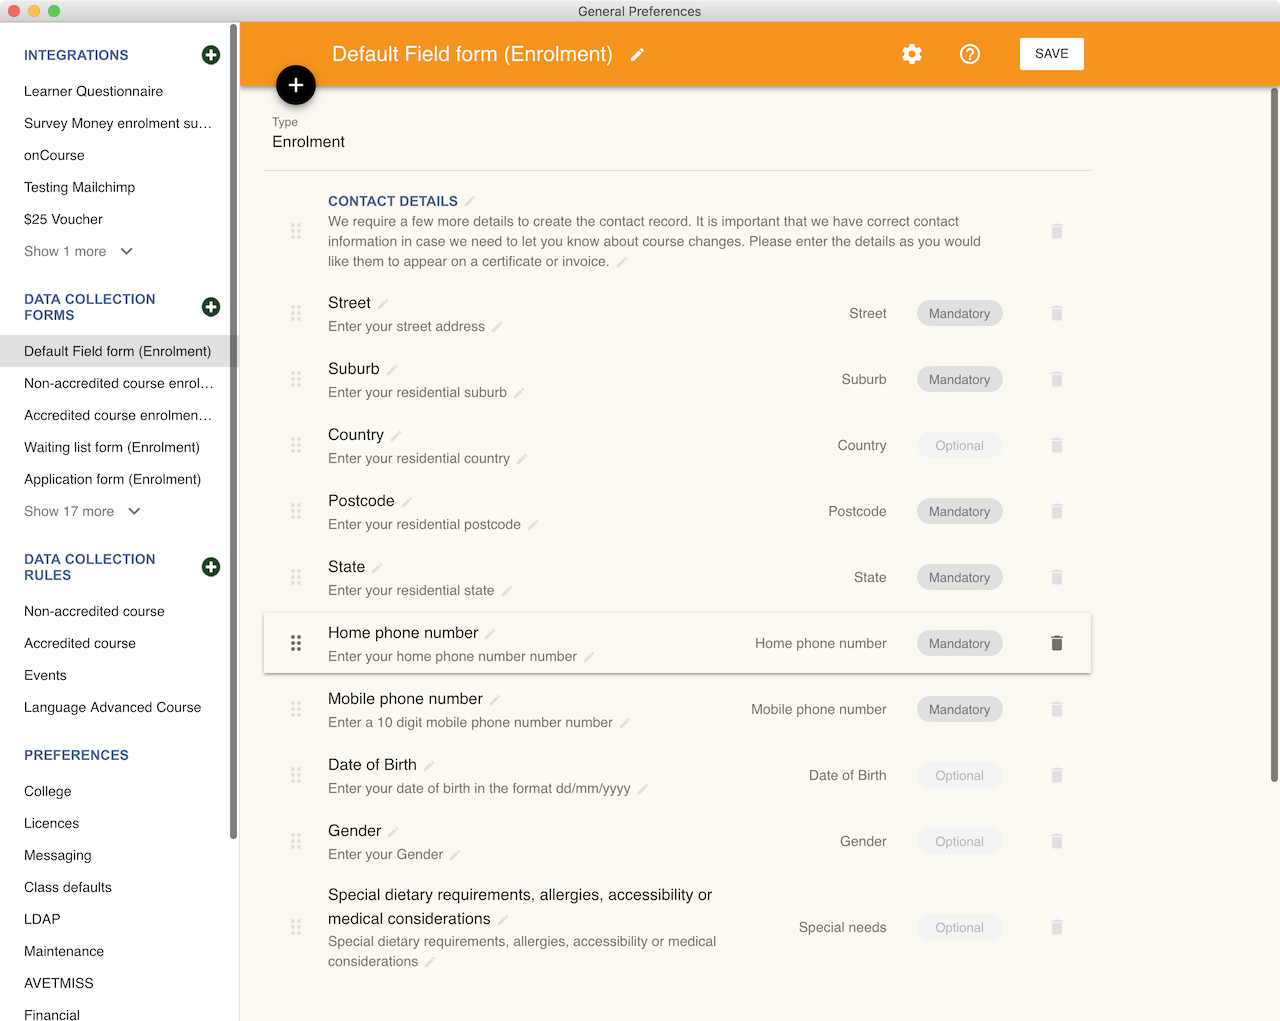 General Preferences
INTEGRATIONS
Learner Questionnaire
Survey Money enrolment su...
onCourse
Testing Mailchimp
$25 Voucher
Show 1 more
DATA COLLECTION
FORMS
Default Field form (Enrolment)
Non-accredited course enrol...
Accredited course enrolmen...
Waiting list form (Enrolment)
Application form (Enrolment)
Show 17 more
DATA COLLECTION
RULES
Non-accredited course
Accredited course
Events
Language Advanced Course
PREFERENCES
College
Licences
Messaging
Class defaults
LDAP
Maintenance
AVETMISS
Financial
Default Field form (Enrolment)
SAVE
Type
Enrolment
CONTACT DETAILS
We require a few more details to create the contact record. It is important that we have correct contact
information in case we need to let you know about course changes. Please enter the details as you would
like them to appear on a certificate or invoice.
Street
Enter your street address
Street
Mandatory
Suburb
Enter your residential suburb
Suburb
Mandatory
Country
Enter your residential country
Country
Optional
Postcode
Enter your residential postcode
Postcode
Mandatory
State
Enter your residential state
State
Mandatory
Home phone number
Enter your home phone number number
Home phone number
Mandatory
Mobile phone number
Enter a 10 digit mobile phone number number
Mobile phone number
Mandatory
Date of Birth
Enter your date of birth in the format dd/mm/yyyy
Date of Birth
Optional
Gender
Enter your Gender
Gender
Optional
Special dietary requirements, allergies, accessibility or
medical considerations
Special dietary requirements, allergies, accessibility or medical
considerations
Special needs
Optional